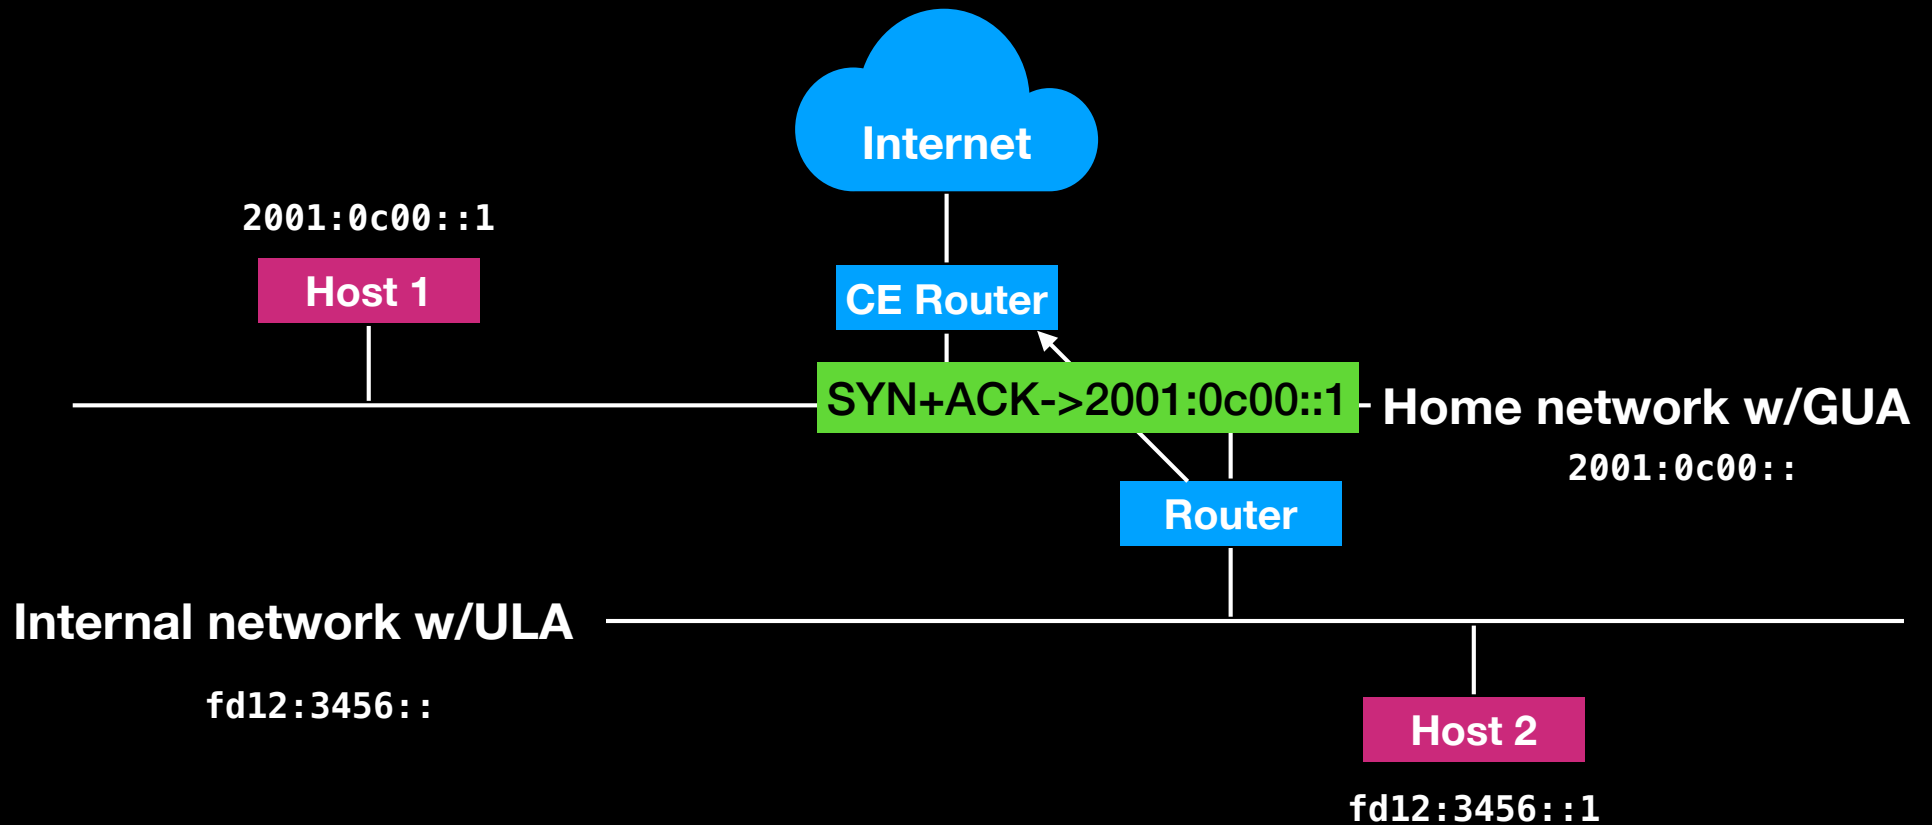 Internet
2001:0c00::1
Host 1
CE Router
SYN+ACK->2001:0c00::1
Home network w/GUA
2001:0c00::
Router
Internal network w/ULA
fd12:3456::
Host 2
fd12:3456::1